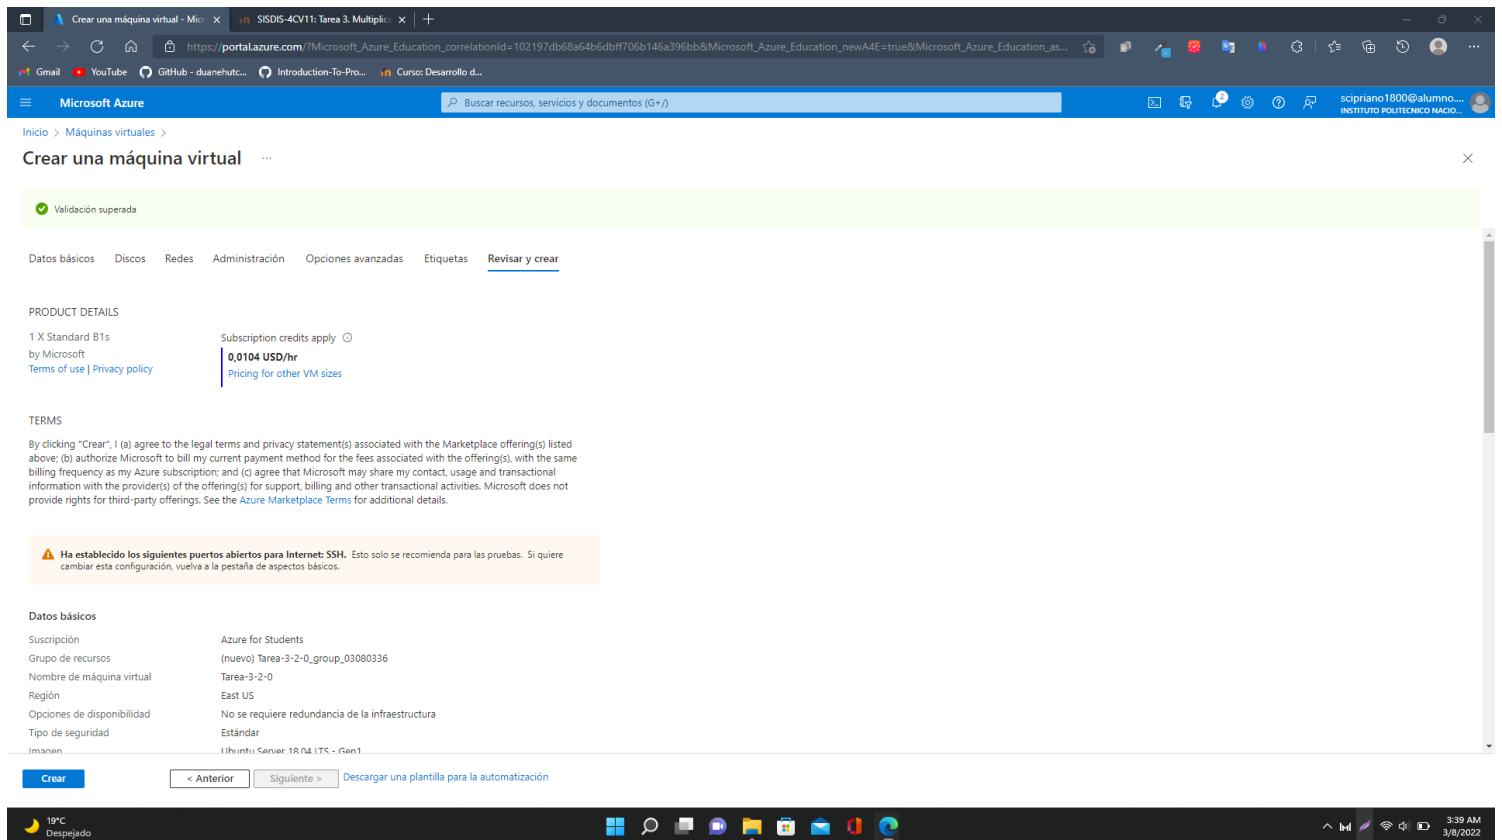 Crear una máquina virtual - Micr
SISDIS-4CV11: Tarea 3. Multiplica
https://portal.azure.com/?Microsoft_Azure_Education_correlationId=102197db68a64b6dbff706b146a396bb&Microsoft_Azure_Education_newA4E=true&Microsoft_Azure_Education_as...
Gmail YouTube GitHub - duanehutc... Introduction-To-Pro... Curso: Desarrollo d...
Microsoft Azure
Buscar recursos, servicios y documentos (G+/)
2
scipriano1800@alumno....
INSTITUTO POLITECNICO NACIO...
Inicio > Máquinas virtuales >
Crear una máquina virtual ...
Validación superada
Datos básicos Discos Redes Administración Opciones avanzadas Etiquetas Revisar y crear
PRODUCT DETAILS
1 X Standard B1s
by Microsoft
Terms of use | Privacy policy
Subscription credits apply
0,0104 USD/hr
Pricing for other VM sizes
TERMS
By clicking "Crear", I (a) agree to the legal terms and privacy statement(s) associated with the Marketplace offering(s) listed
above; (b) authorize Microsoft to bill my current payment method for the fees associated with the offering(s), with the same
billing frequency as my Azure subscription; and (c) agree that Microsoft may share my contact, usage and transactional
information with the provider(s) of the offering(s) for support, billing and other transactional activities. Microsoft does not
provide rights for third-party offerings. See the Azure Marketplace Terms for additional details.
Ha establecido los siguientes puertos abiertos para Internet: SSH. Esto solo se recomienda para las pruebas. Si quiere
cambiar esta configuración, vuelva a la pestaña de aspectos básicos.
Datos básicos
Suscripción Azure for Students
Grupo de recursos (nuevo) Tarea-3-2-0_group_03080336
Nombre de máquina virtual Tarea-3-2-0
Región East US
Opciones de disponibilidad No se requiere redundancia de la infraestructura
Tipo de seguridad Estándar
Imagen Ubuntu Server 18.04 LTS - Gen1
Crear < Anterior Siguiente > Descargar una plantilla para la automatización
19°C
Despejado
3:39 AM
3/8/2022